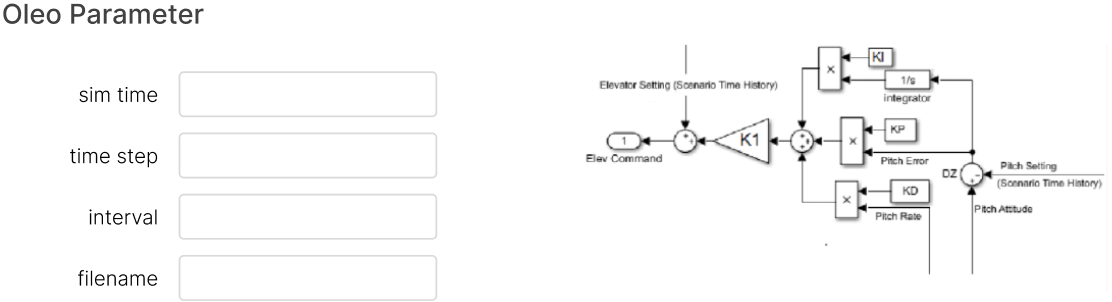 Oleo Parameter
sim time
time step
interval
filename
Elevator Setting (Scenario Time History)
KI
×
1/s
integrator
1
K1
×
KP
Elev Command
Pitch Error
DZ
Pitch Setting
(Scenario Time History)
×
KD
Pitch Rate
Pitch Attitude